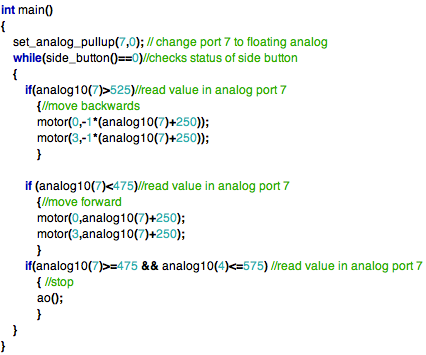 int main()
{
set_analog_pullup(7,0); // change port 7 to floating analog
while(side_button()==0)//checks status of side button
{
if(analog10(7)>525)//read value in analog port 7
{//move backwards
motor(0,-1*(analog10(7)+250));
motor(3,-1*(analog10(7)+250));
}
if (analog10(7)<475)//read value in analog port 7
{//move forward
motor(0,analog10(7)+250);
motor(3,analog10(7)+250);
}
if(analog10(7)>=475 && analog10(4)<=575) //read value in analog port 7
{ //stop
ao();
}
}
}